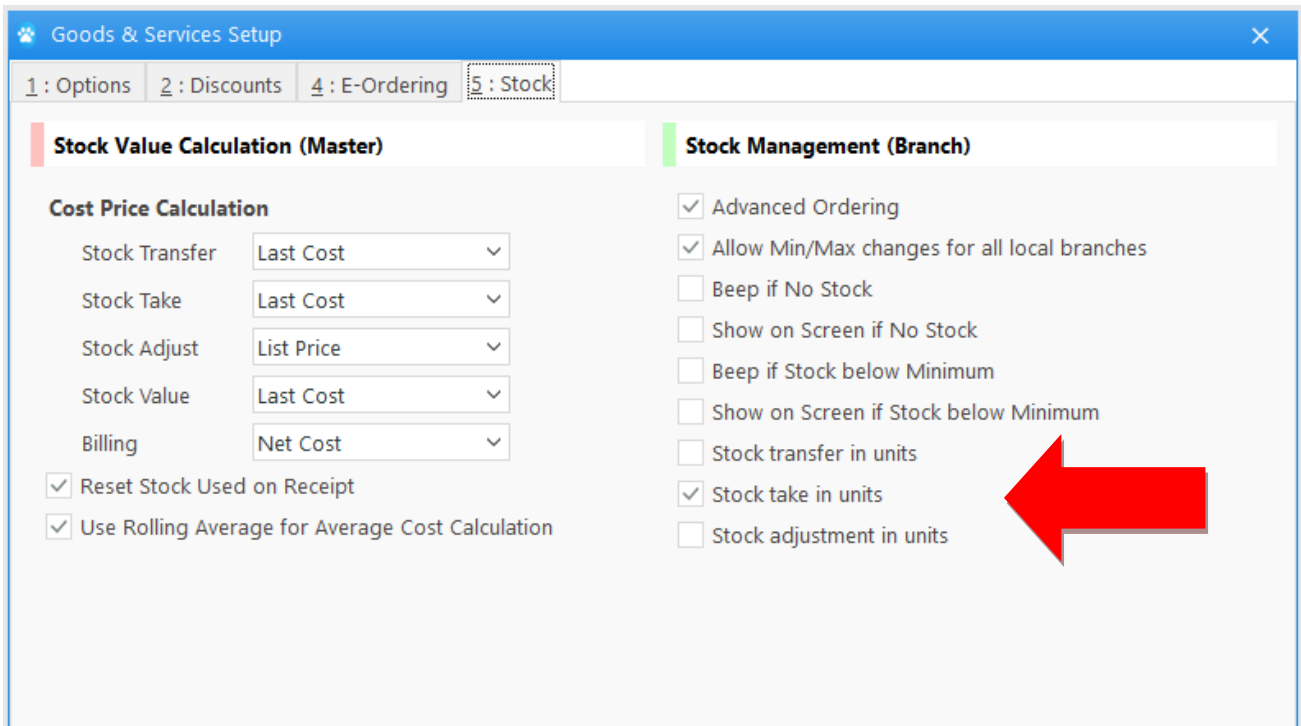 Goods & Services Setup
1 : Options
2 : Discounts
4 : E-Ordering
5 : Stock
Stock Value Calculation (Master)
Cost Price Calculation
Stock Transfer Last Cost
Stock Take Last Cost
Stock Adjust List Price
Stock Value Last Cost
Billing Net Cost
Reset Stock Used on Receipt
Use Rolling Average for Average Cost Calculation
Stock Management (Branch)
Advanced Ordering
Allow Min/Max changes for all local branches
Beep if No Stock
Show on Screen if No Stock
Beep if Stock below Minimum
Show on Screen if Stock below Minimum
Stock transfer in units
Stock take in units
Stock adjustment in units